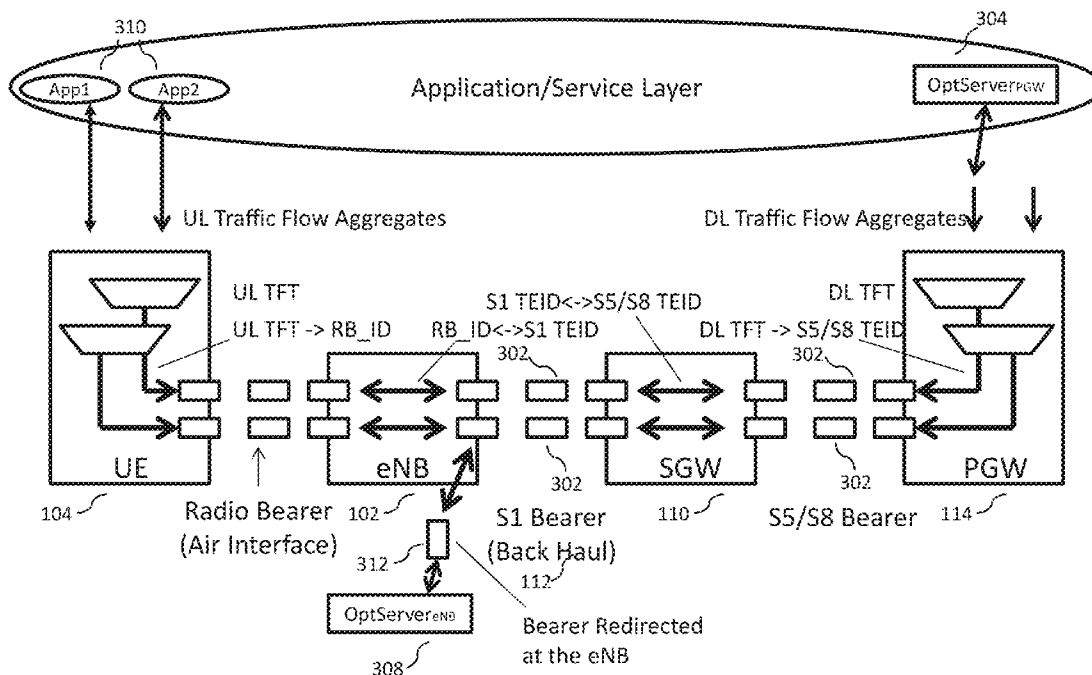 310
304
App1
App2
Application/Service Layer
OptServerPGW
UL Traffic Flow Aggregates
DL Traffic Flow Aggregates
UL TFT
S1 TEID<->S5/S8 TEID
DL TFT
UL TFT -> RB_ID
RB_ID<->S1 TEID
DL TFT -> S5/S8 TEID
302
302
UE
eNB
SGW
PGW
302
302
104
Radio Bearer
(Air Interface)
102
S1 Bearer
(Back Haul)
110
S5/S8 Bearer
114
312
112
OptServereNB
Bearer Redirected
at the eNB
308